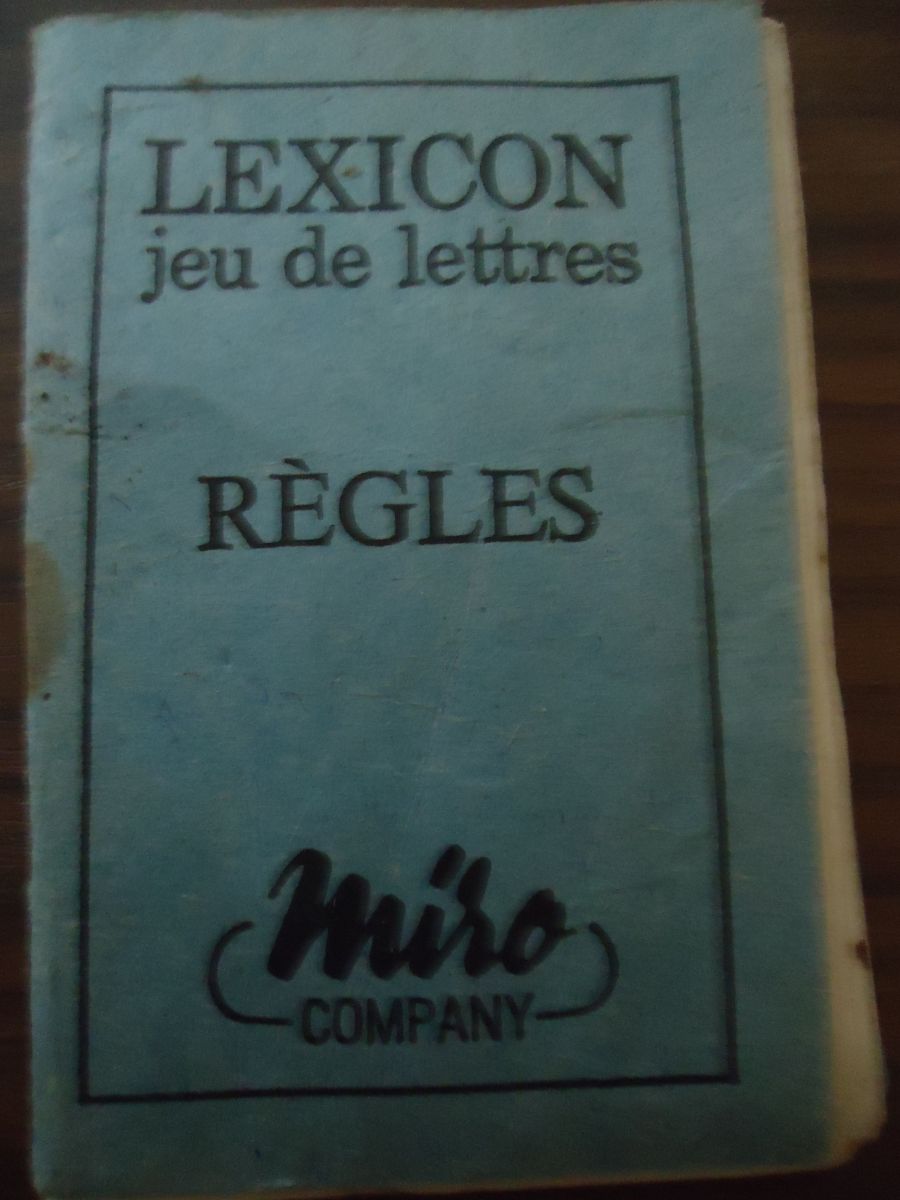 LEXICON
jeu de lettres
RÈGLES
miro
COMPANY